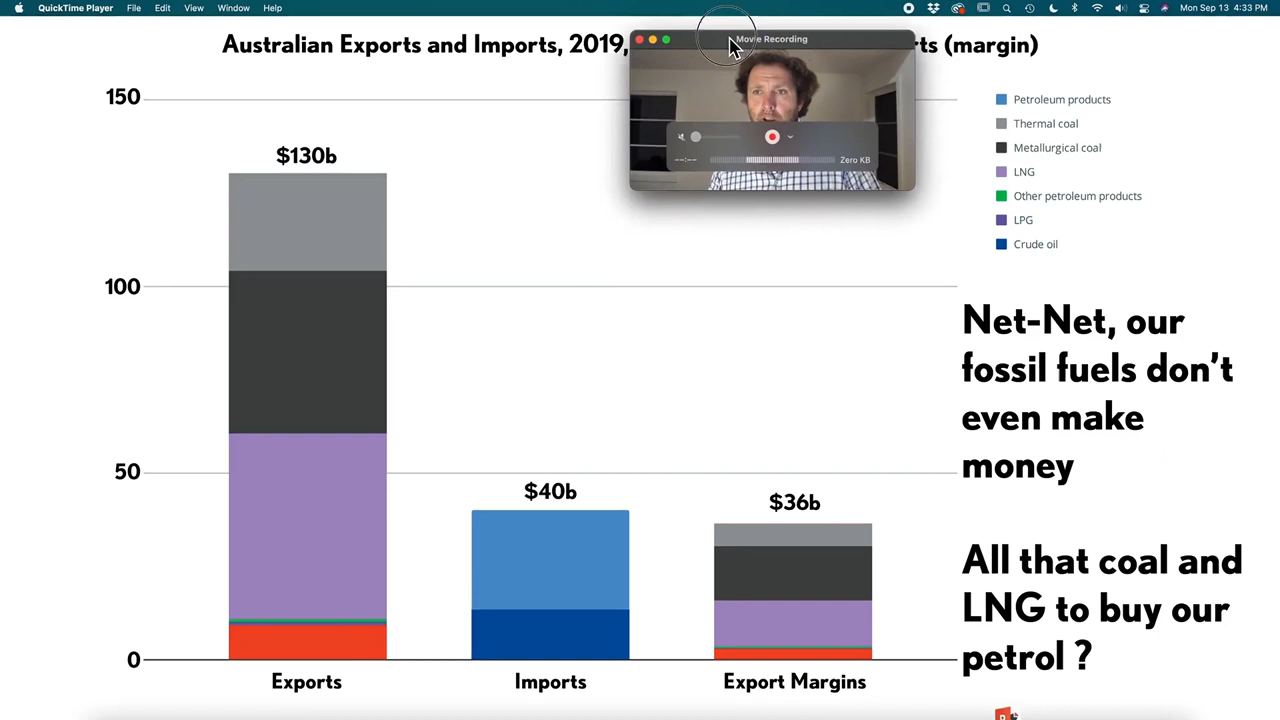 QuickTime Player File Edit View Window Help Mon Sep 13 4:33 PM
Australian Exports and Imports, 2019,
Movie Recording
(margin)
--:--
Zero KB
150
100
50
0
$130b
$40b
$36b
Exports
Imports
Export Margins
Petroleum products
Thermal coal
Metallurgical coal
LNG
Other petroleum products
LPG
Crude oil
Net-Net, our
fossil fuels don't
even make
money
All that coal and
LNG to buy our
petrol ?